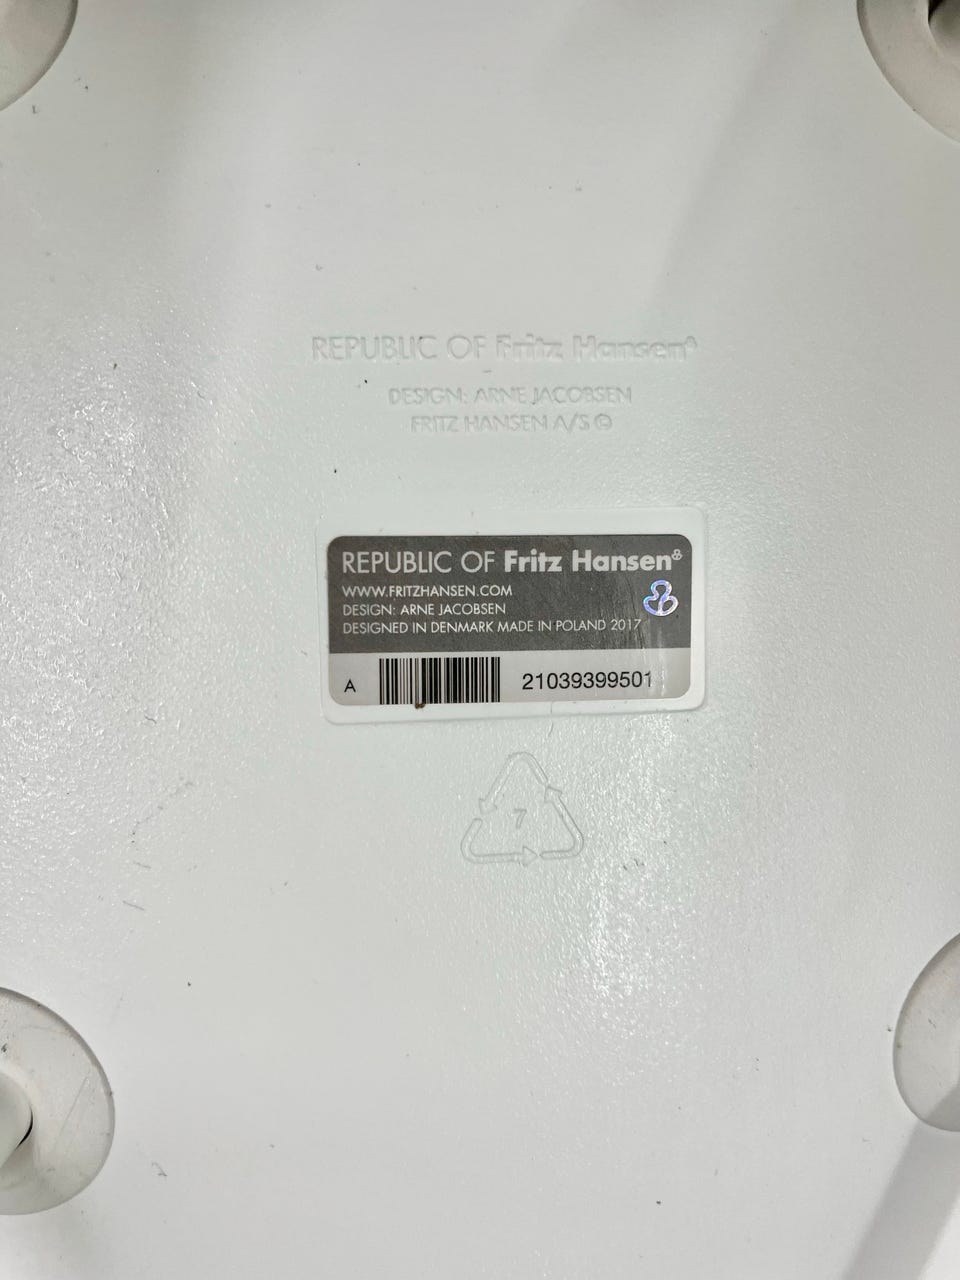 REPUBLIC OF Fritz Hansen
DESIGN: ARNE JACOBSEN
FRITZ HANSEN A/S ©
REPUBLIC OF Fritz Hansen
WWW.FRITZHANSEN.COM
DESIGN: ARNE JACOBSEN
DESIGNED IN DENMARK MADE IN POLAND 2017
A 21039399501
7